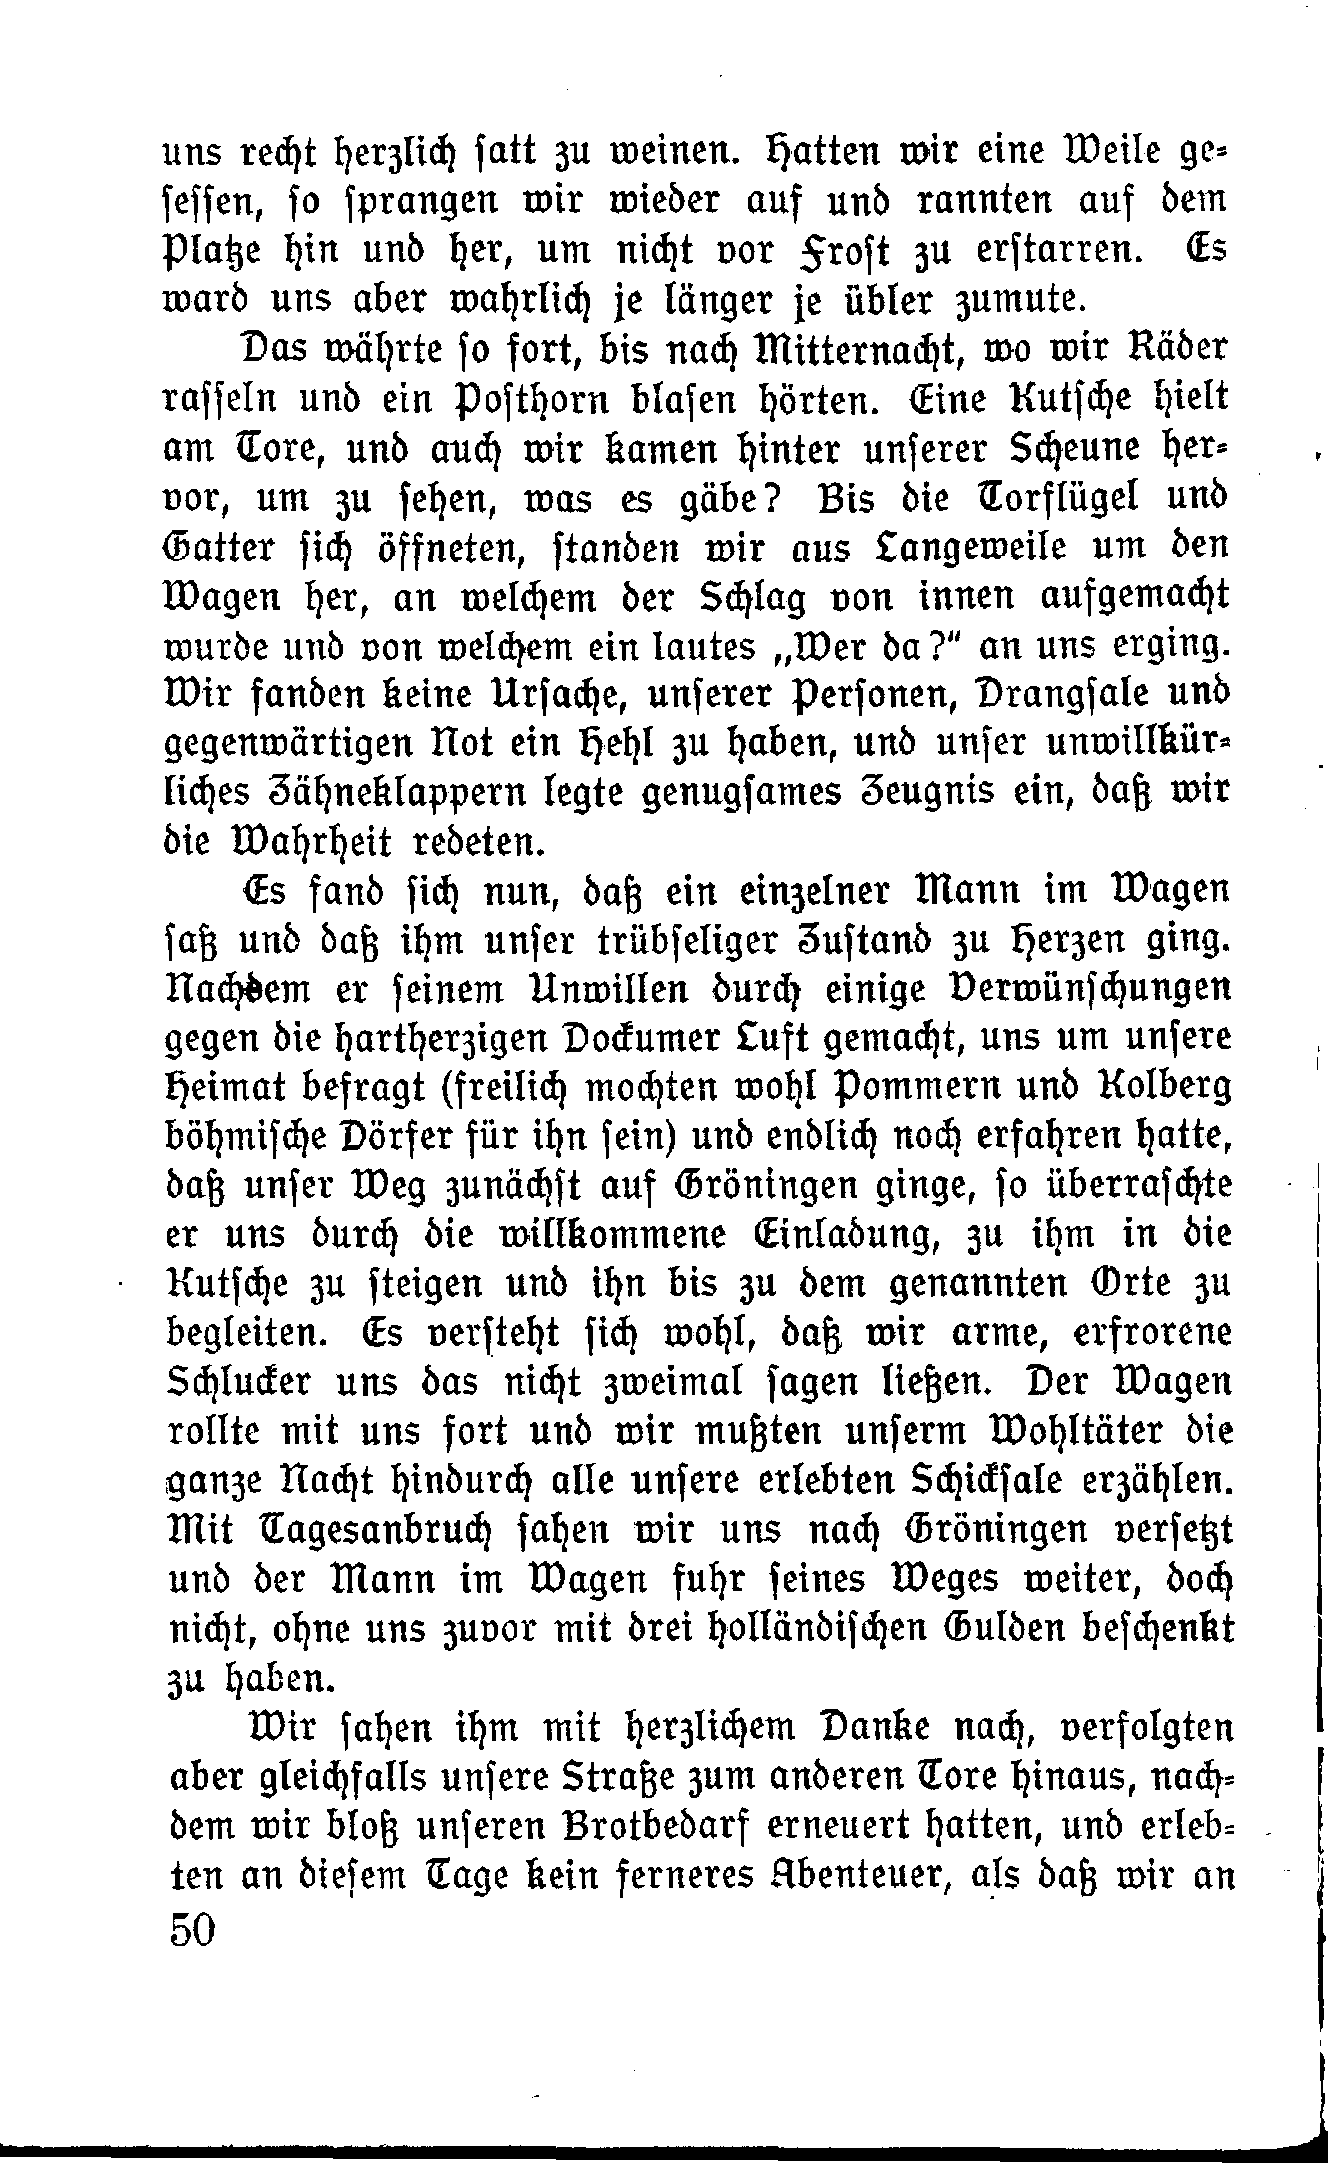 uns recht herzlich satt zu weinen. Hatten wir eine Weile ge-
sessen, so sprangen wir wieder auf und rannten auf dem
Platze hin und her, um nicht vor Frost zu erstarren. Es
ward uns aber wahrlich je länger je übler zumute.
Das währte so fort, bis nach Mitternacht, wo wir Räder
rasseln und ein Posthorn blasen hörten. Eine Kutsche hielt
am Tore, und auch wir kamen hinter unserer Scheune her-
vor, um zu sehen, was es gäbe? Bis die Torflügel und
Gatter sich öffneten, standen wir aus Langeweile um den
Wagen her, an welchem der Schlag von innen aufgemacht
wurde und von welchem ein lautes „Wer da?“ an uns erging.
Wir fanden keine Ursache, unserer Personen, Drangsale und
gegenwärtigen Not ein Hehl zu haben, und unser unwillkür-
liches Zähneklappern legte genugsames Zeugnis ein, daß wir
die Wahrheit redeten.
Es fand sich nun, daß ein einzelner Mann im Wagen
saß und daß ihm unser trübseliger Zustand zu Herzen ging.
Nachdem er seinem Unwillen durch einige Verwünschungen
gegen die hartherzigen Dockumer Luft gemacht, uns um unsere
Heimat befragt (freilich mochten wohl Pommern und Kolberg
böhmische Dörfer für ihn sein) und endlich noch erfahren hatte,
daß unser Weg zunächst auf Gröningen ginge, so überraschte
er uns durch die willkommene Einladung, zu ihm in die
Kutsche zu steigen und ihn bis zu dem genannten Orte zu
begleiten. Es versteht sich wohl, daß wir arme, erfrorene
Schlucker uns das nicht zweimal sagen ließen. Der Wagen
rollte mit uns fort und wir mußten unserm Wohltäter die
ganze Nacht hindurch alle unsere erlebten Schicksale erzählen.
Mit Tagesanbruch sahen wir uns nach Gröningen versetzt
und der Mann im Wagen fuhr seines Weges weiter, doch
nicht, ohne uns zuvor mit drei holländischen Gulden beschenkt
zu haben.
Wir sahen ihm mit herzlichem Danke nach, verfolgten
aber gleichfalls unsere Straße zum anderen Tore hinaus, nach-
dem wir bloß unseren Brotbedarf erneuert hatten, und erleb-
ten an diesem Tage kein ferneres Abenteuer, als daß wir an
50